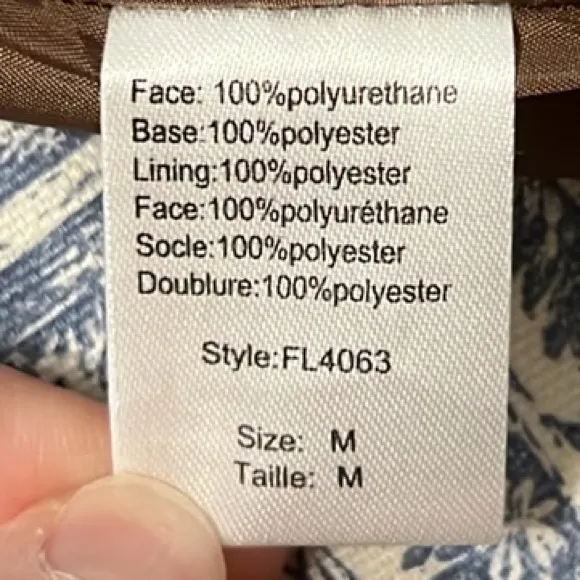 Face: 100%polyurethane
Base:100%polyester
Lining:100%polyester
Face:100%polyuréthane
Socle:100%polyester
Doublure:100%polyester
Style:FL4063
Size: M
Taille: M